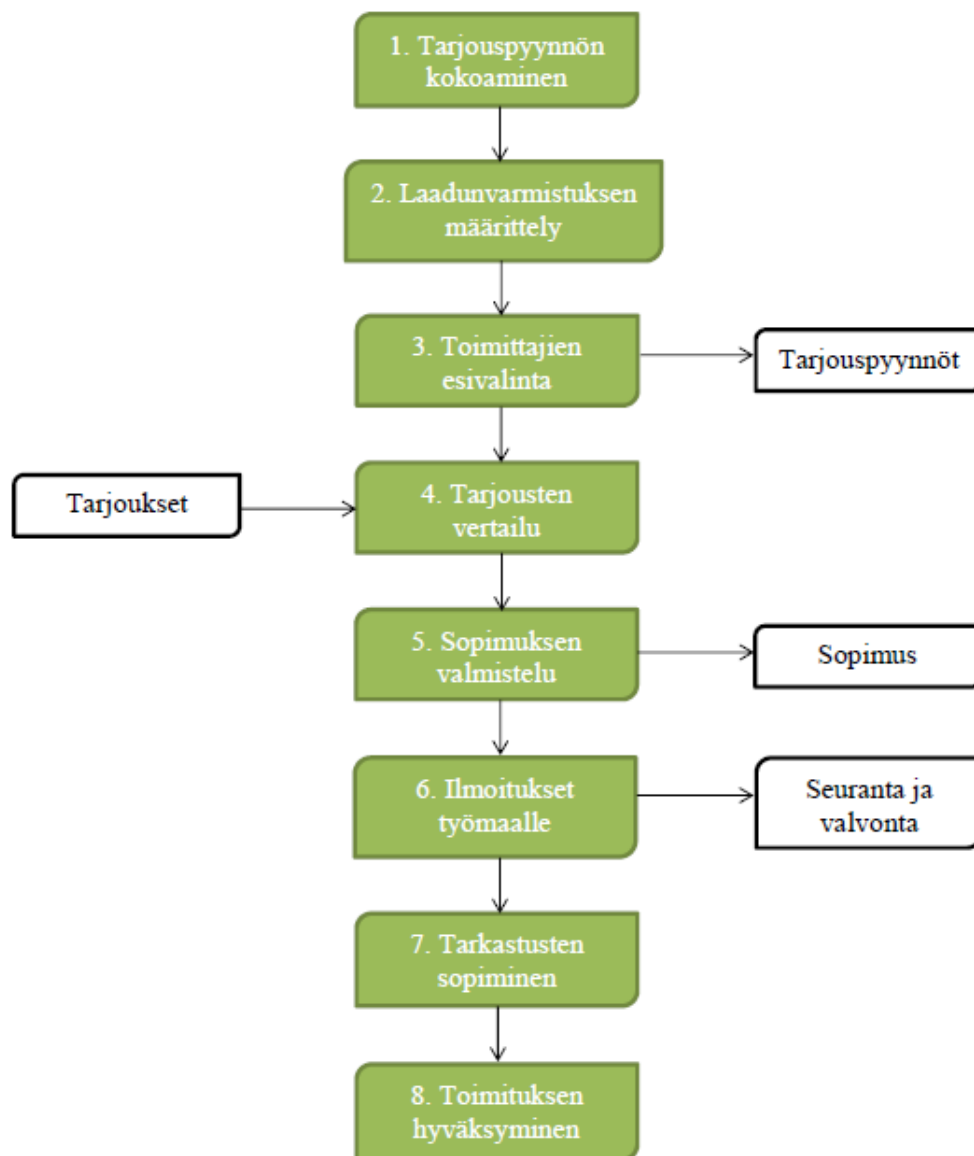 1. Tarjouspyynnön
kokoaminen
2. Laadunvarmistuksen
määrittely
3. Toimittajien
esivalinta
Tarjouspyynnöt
Tarjoukset
4. Tarjousten
vertailu
5. Sopimuksen
valmistelu
Sopimus
6. Ilmoitukset
työmaalle
Seuranta ja
valvonta
7. Tarkastusten
sopiminen
8. Toimituksen
hyväksyminen